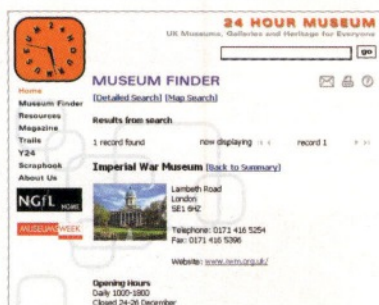 24 HOUR MUSEUM
UK Museums, Galleries and Heritage for Everyone
go
MUSEUM FINDER
[Detailed Search] [Map Search]
Home
Museum Finder
Resources
Magazine
Trails
Y24
Scrapbook
About Us
NGfL HOME
MUSEUMS WEEK
Results from search
1 record found now displaying record 1
Imperial War Museum [Back to Summary]
Lambeth Road
London
SE1 6HZ
Telephone: 0171 416 5254
Fax: 0171 416 5396
Website: www.iwm.org.uk/
Opening Hours
Daily 1000-1800
Closed 24-26 December